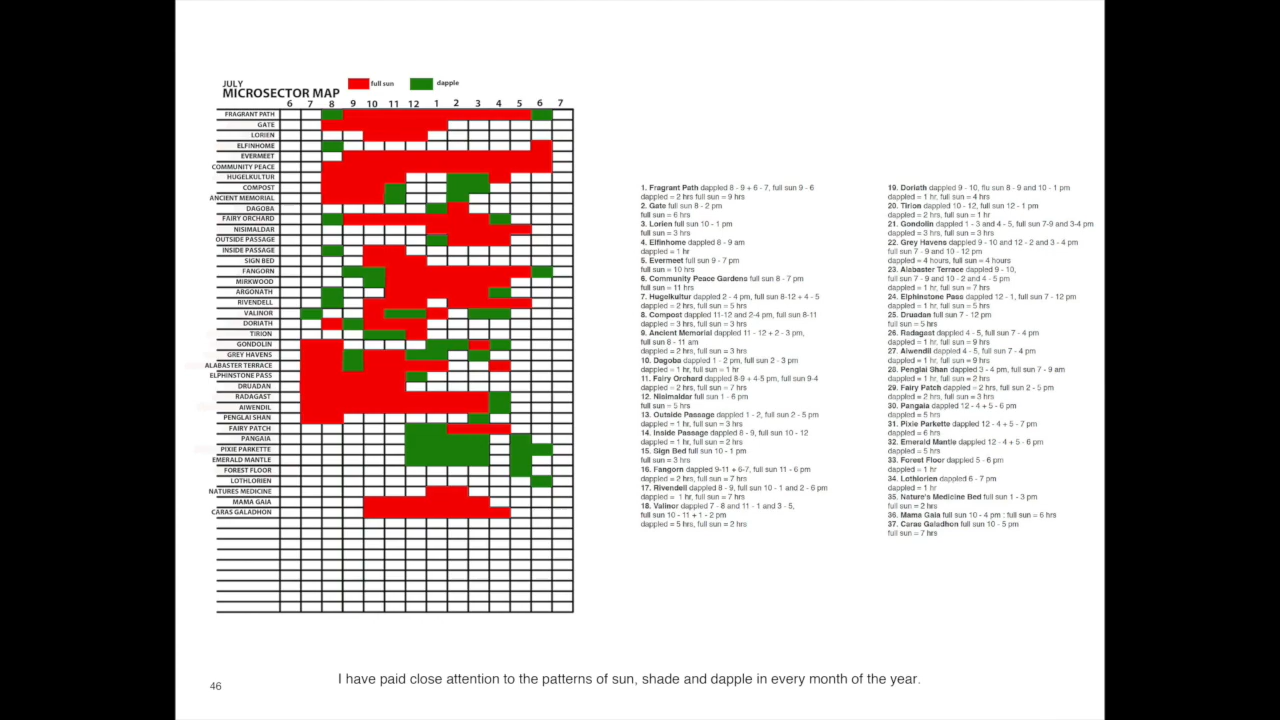 JULY
MICROSECTOR MAP
full sun
dapple
6 7 8 9 10 11 12 1 2 3 4 5 6 7
FRAGRANT PATH
GATE
LORIEN
ELFINHOME
EVERMEET
COMMUNITY PEACE
HUGELKULTUR
COMPOST
ANCIENT MEMORIAL
DAGOBA
FAIRY ORCHARD
NISIMALDAR
OUTSIDE PASSAGE
INSIDE PASSAGE
SIGN BED
FANGORN
MIRKWOOD
ARGONATH
RIVENDELL
VALINOR
DORIATH
TIRION
GONDOLIN
GREY HAVENS
ALABASTER TERRACE
ELPHINSTONE PASS
DRUADAN
RADAGAST
AIWENDIL
PENGLAI SHAN
FAIRY PATCH
PANGAIA
PIXIE PARKETTE
EMERALD MANTLE
FOREST FLOOR
LOTHLORIEN
NATURES MEDICINE
MAMA GAIA
CARAS GALADHON
1. Fragrant Path dappled 8 - 9 + 6 - 7, full sun 9 - 6
dappled = 2 hrs full sun = 9 hrs
2. Gate full sun 8 - 2 pm
full sun = 6 hrs
3. Lorien full sun 10 - 1 pm
full sun = 3 hrs
4. Elfinhome dappled 8 - 9 am
dappled = 1 hr
5. Evermeet full sun 9 - 7 pm
full sun = 10 hrs
6. Community Peace Gardens full sun 8 - 7 pm
full sun = 11 hrs
7. Hugelkultur dappled 2 - 4 pm, full sun 8-12 + 4 - 5
dappled = 2 hrs, full sun = 5 hrs
8. Compost dappled 11-12 and 2-4 pm, full sun 8-11
dappled = 3 hrs, full sun = 3 hrs
9. Ancient Memorial dappled 11 - 12 + 2 - 3 pm,
full sun 8 - 11 am
dappled = 2 hrs, full sun = 3 hrs
10. Dagoba dappled 1 - 2 pm, full sun 2 - 3 pm
dappled = 1 hr, full sun = 1 hr
11. Fairy Orchard dappled 8-9 + 4-5 pm, full sun 9-4
dappled = 2 hrs, full sun = 7 hrs
12. Nisimaldar full sun 1 - 6 pm
full sun = 5 hrs
13. Outside Passage dappled 1 - 2, full sun 2 - 5 pm
dappled = 1 hr, full sun = 3 hrs
14. Inside Passage dappled 8 - 9, full sun 10 - 12
dappled = 1 hr, full sun = 2 hrs
15. Sign Bed full sun 10 - 1 pm
full sun = 3 hrs
16. Fangorn dappled 9-11 + 6-7, full sun 11 - 6 pm
dappled = 2 hrs, full sun = 7 hrs
17. Rivendell dappled 8 - 9, full sun 10 - 1 and 2 - 6 pm
dappled = 1 hr, full sun = 7 hrs
18. Valinor dappled 7 - 8 and 11 - 1 and 3 - 5,
full sun 10 - 11 + 1 - 2 pm
dappled = 5 hrs, full sun = 2 hrs
19. Doriath dappled 9 - 10, flu sun 8 - 9 and 10 - 1 pm
dappled = 1 hr, full sun = 4 hrs
20. Tirion dappled 10 - 12, full sun 12 - 1 pm
dappled = 2 hrs, full sun = 1 hr
21. Gondolin dappled 1 - 3 and 4 - 5, full sun 7-9 and 3-4 pm
dappled = 3 hrs, full sun = 3 hrs
22. Grey Havens dappled 9 - 10 and 12 - 2 and 3 - 4 pm
full sun 7 - 9 and 10 - 12 pm
dappled = 4 hours, full sun = 4 hours
23. Alabaster Terrace dappled 9 - 10,
full sun 7 - 9 and 10 - 2 and 4 - 5 pm
dappled = 1 hr, full sun = 7 hrs
24. Elphinstone Pass dappled 12 - 1, full sun 7 - 12 pm
dappled = 1 hr, full sun = 5 hrs
25. Druadan full sun 7 - 12 pm
full sun = 5 hrs
26. Radagast dappled 4 - 5, full sun 7 - 4 pm
dappled = 1 hr, full sun = 9 hrs
27. Aiwendil dappled 4 - 5, full sun 7 - 4 pm
dappled = 1 hr, full sun = 9 hrs
28. Penglai Shan dappled 3 - 4 pm, full sun 7 - 9 am
dappled = 1 hr, full sun = 2 hrs
29. Fairy Patch dappled = 2 hrs, full sun 2 - 5 pm
dappled = 2 hrs, full sun = 3 hrs
30. Pangaia dappled 12 - 4 + 5 - 6 pm
dappled = 5 hrs
31. Pixie Parkette dappled 12 - 4 + 5 - 7 pm
dappled = 6 hrs
32. Emerald Mantle dappled 12 - 4 + 5 - 6 pm
dappled = 5 hrs
33. Forest Floor dappled 5 - 6 pm
dappled = 1 hr
34. Lothlorien dappled 6 - 7 pm
dappled = 1 hr
35. Nature's Medicine Bed full sun 1 - 3 pm
full sun = 2 hrs
36. Mama Gaia full sun 10 - 4 pm : full sun = 6 hrs
37. Caras Galadhon full sun 10 - 5 pm
full sun = 7 hrs
I have paid close attention to the patterns of sun, shade and dapple in every month of the year.
46